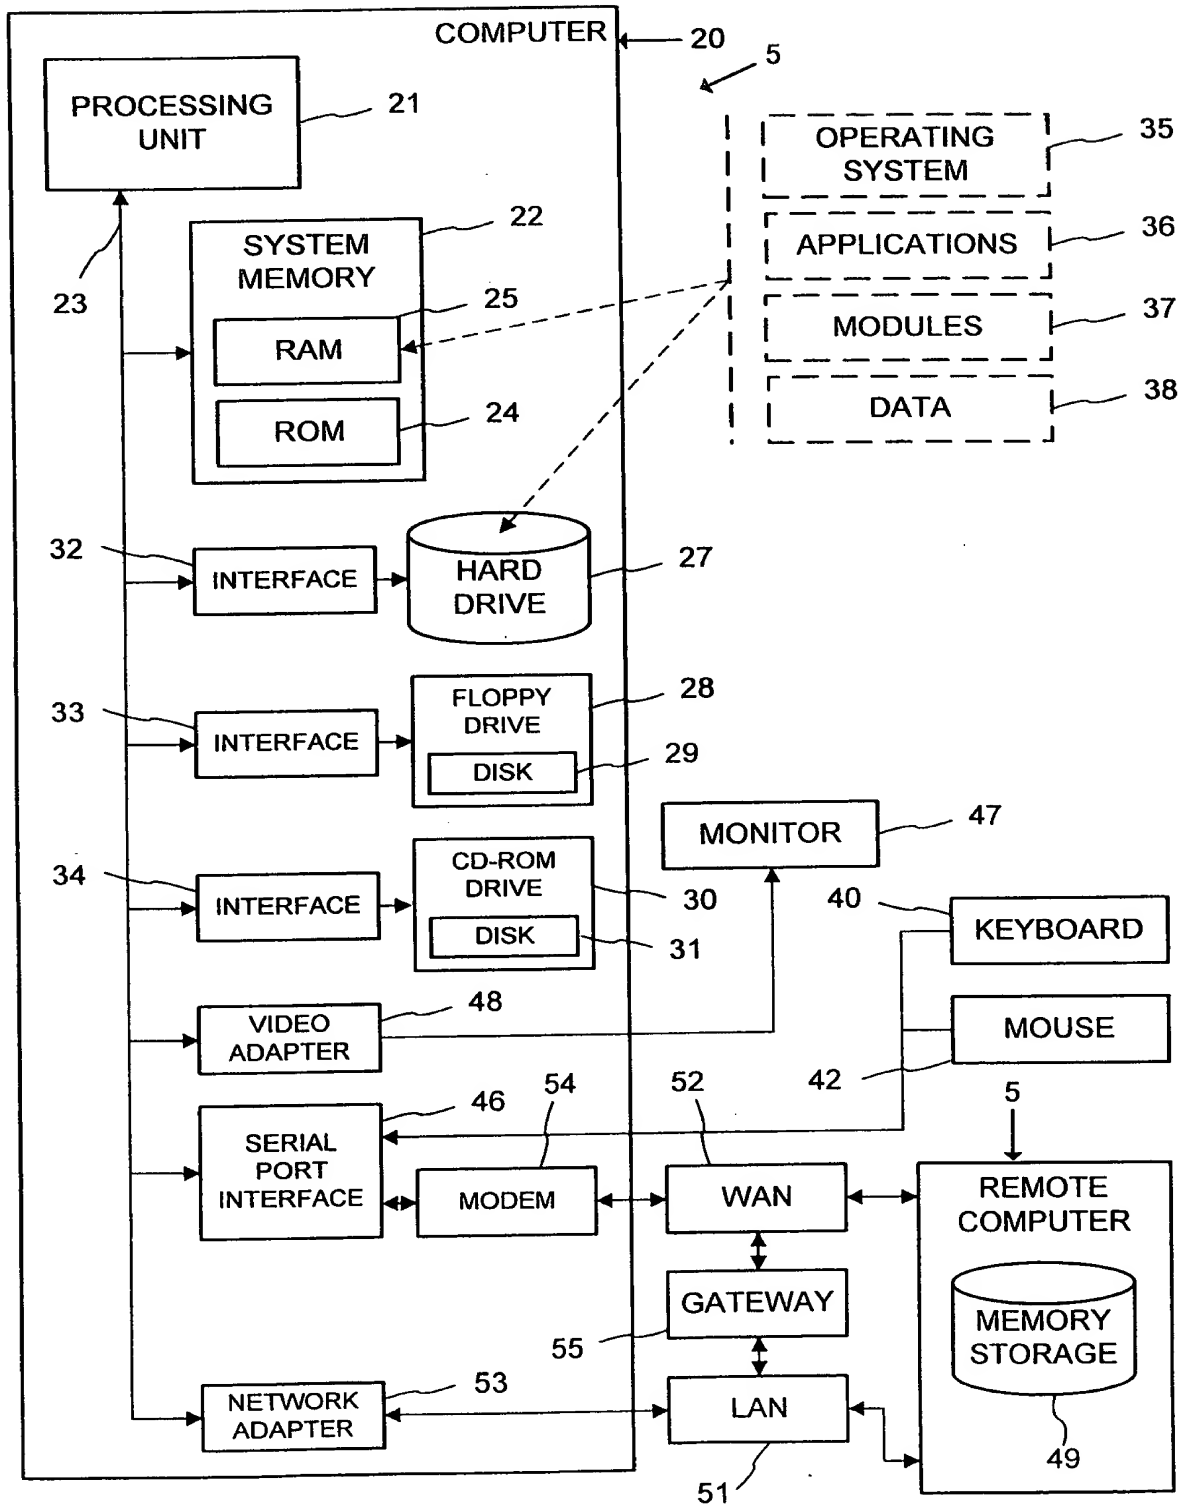 COMPUTER
20
5
PROCESSING
UNIT
21
OPERATING
SYSTEM
35
22
SYSTEM
MEMORY
APPLICATIONS
36
23
25
RAM
MODULES
37
24
ROM
DATA
38
32
INTERFACE
HARD
DRIVE
27
33
INTERFACE
FLOPPY
DRIVE
28
DISK
29
MONITOR
47
34
INTERFACE
CD-ROM
DRIVE
30
DISK
31
40
KEYBOARD
48
VIDEO
ADAPTER
MOUSE
42
46
54
52
5
SERIAL
PORT
INTERFACE
MODEM
WAN
REMOTE
COMPUTER
GATEWAY
55
MEMORY
STORAGE
49
53
NETWORK
ADAPTER
LAN
51